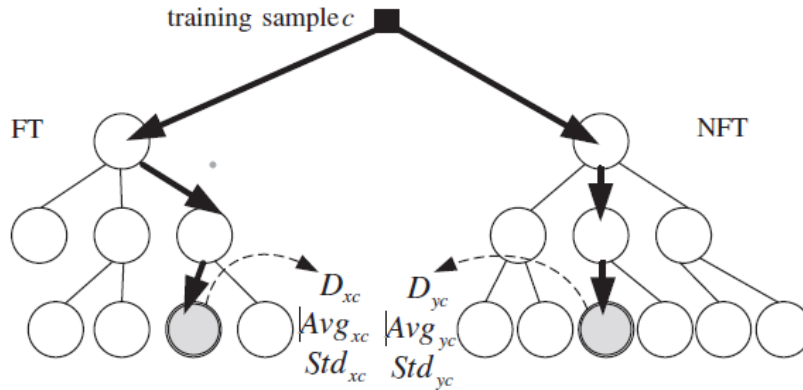 training sample c
FT
NFT
D_xc
Avg_xc
Std_xc
D_yc
Avg_yc
Std_yc